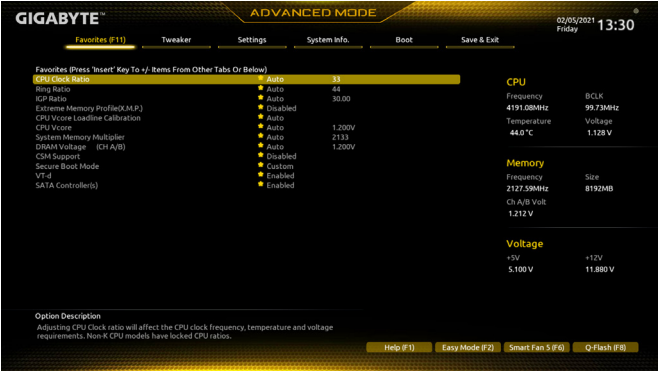 GIGABYTE™
ADVANCED MODE
02/05/2021
Friday
13:30
Favorites (F11) Tweaker Settings System Info. Boot Save & Exit
Favorites (Press 'Insert' Key To +/- Items From Other Tabs Or Below)
CPU Clock Ratio Auto 33
Ring Ratio Auto 44
IGP Ratio Auto 30.00
Extreme Memory Profile(X.M.P.) Disabled
CPU Vcore Loadline Calibration Auto
CPU Vcore Auto 1.200V
System Memory Multiplier Auto 2133
DRAM Voltage (CH A/B) Auto 1.200V
CSM Support Disabled
Secure Boot Mode Custom
VT-d Enabled
SATA Controller(s) Enabled
CPU
Frequency BCLK
4191.08MHz 99.73MHz
Temperature Voltage
44.0°C 1.128 V
Memory
Frequency Size
2127.59MHz 8192MB
Ch A/B Volt
1.212 V
Voltage
+5V +12V
5.100 V 11.880 V
Option Description
Adjusting CPU Clock ratio will affect the CPU clock frequency, temperature and voltage
requirements. Non-K CPU models have locked CPU ratios.
Help (F1) Easy Mode (F2) Smart Fan 5 (F6) Q-Flash (F8)